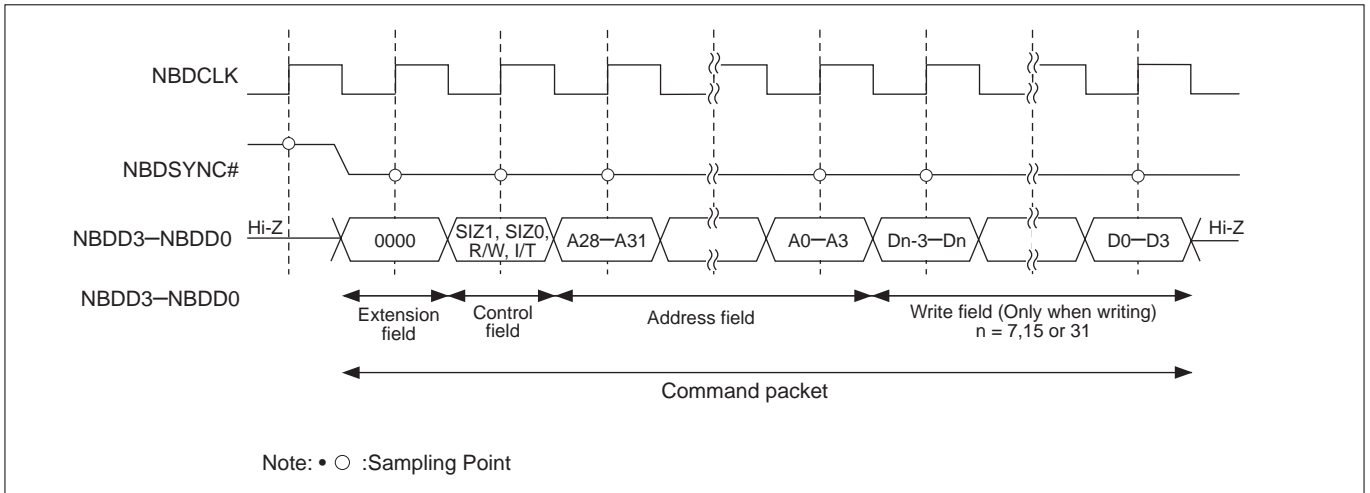 NBDCLK
NBDSYNC#
NBDD3—NBDD0
Hi-Z
0000
SIZ1, SIZ0,
R/W, I/T
A28—A31
A0—A3
Dn-3—Dn
D0—D3
Hi-Z
NBDD3—NBDD0
Extension
field
Control
field
Address field
Write field (Only when writing)
n = 7,15 or 31
Command packet
Note: • ○ :Sampling Point